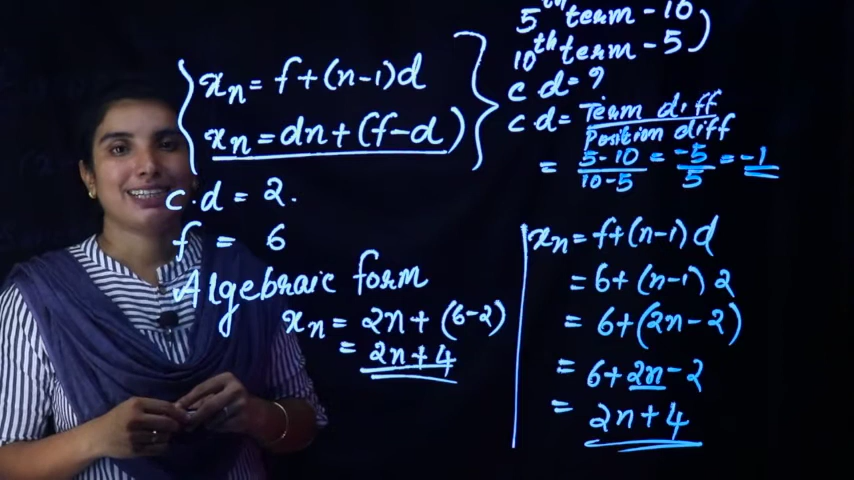 xₙ = f+(n-1)d
xₙ = dn+(f-d)
c.d = 2.
f = 6
Algebraic form
xₙ = 2n+(6-2)
= 2n+4
5th term - 10
10th term - 5
c d = ?
c d = Term diff / Position diff
= 5-10 / 10-5 = -5/5 = -1
xₙ = f+(n-1)d
= 6+(n-1)2
= 6+(2n-2)
= 6+2n-2
= 2n+4